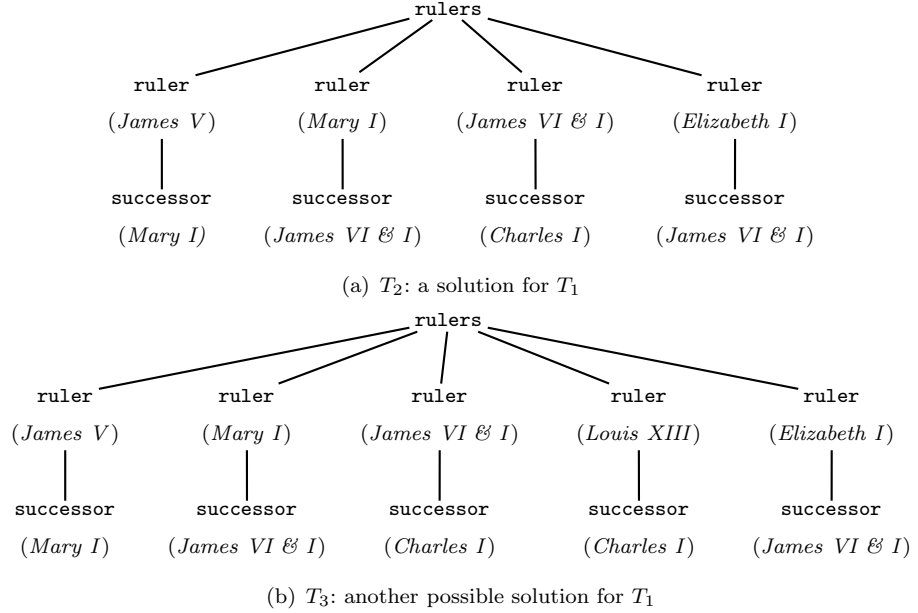 rulers
ruler ruler ruler ruler
(James V) (Mary I) (James VI & I) (Elizabeth I)
successor successor successor successor
(Mary I) (James VI & I) (Charles I) (James VI & I)
(a) T₂: a solution for T₁
rulers
ruler ruler ruler ruler ruler
(James V) (Mary I) (James VI & I) (Louis XIII) (Elizabeth I)
successor successor successor successor successor
(Mary I) (James VI & I) (Charles I) (Charles I) (James VI & I)
(b) T₃: another possible solution for T₁